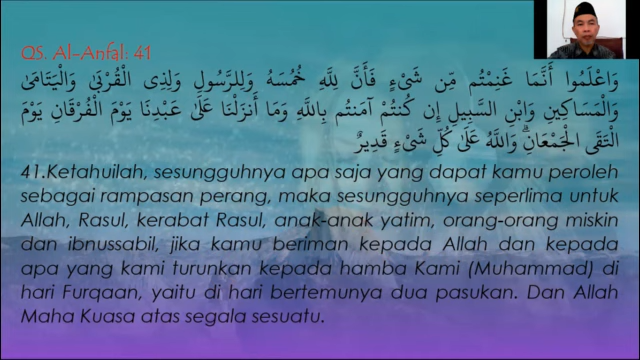 QS. Al-Anfal: 41
وَاعْلَمُوا أَنَّمَا غَنِمْتُم مِّن شَيْءٍ فَأَنَّ لِلَّهِ خُمُسَهُ وَلِلرَّسُولِ وَلِذِي الْقُرْبَىٰ وَالْيَتَامَىٰ
وَالْمَسَاكِينِ وَابْنِ السَّبِيلِ إِن كُنتُمْ آمَنتُم بِاللَّهِ وَمَا أَنزَلْنَا عَلَىٰ عَبْدِنَا يَوْمَ الْفُرْقَانِ يَوْمَ
الْتَقَى الْجَمْعَانِ ۗ وَاللَّهُ عَلَىٰ كُلِّ شَيْءٍ قَدِيرٌ
41.Ketahuilah, sesungguhnya apa saja yang dapat kamu peroleh
sebagai rampasan perang, maka sesungguhnya seperlima untuk
Allah, Rasul, kerabat Rasul, anak-anak yatim, orang-orang miskin
dan ibnussabil, jika kamu beriman kepada Allah dan kepada
apa yang kami turunkan kepada hamba Kami (Muhammad) di
hari Furqaan, yaitu di hari bertemunya dua pasukan. Dan Allah
Maha Kuasa atas segala sesuatu.